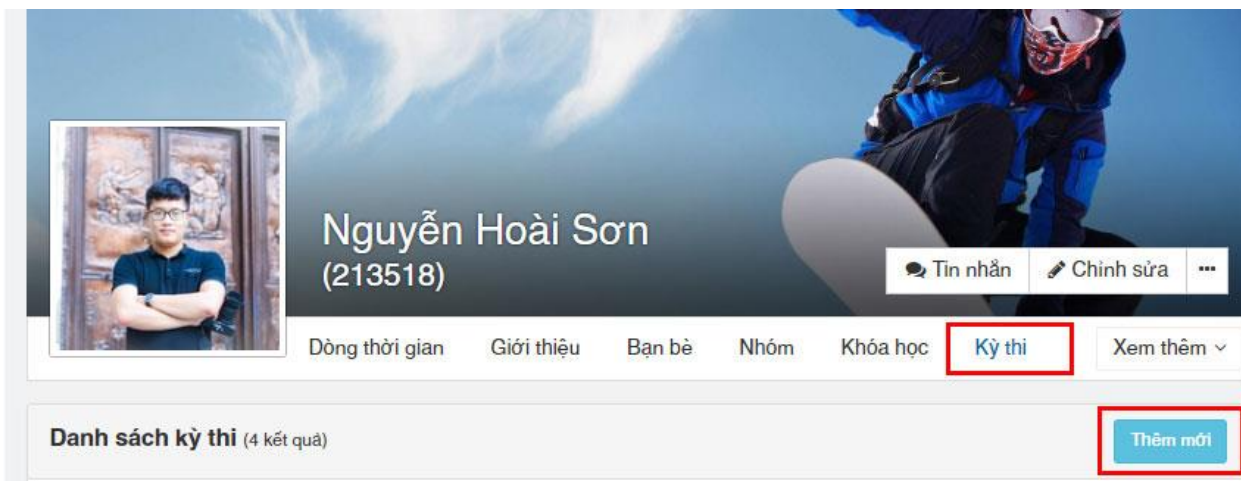 Nguyễn Hoài Sơn
(213518)
Tin nhắn Chỉnh sửa
Dòng thời gian Giới thiệu Bạn bè Nhóm Khóa học Kỳ thi Xem thêm
Danh sách kỳ thi (4 kết quả) Thêm mới